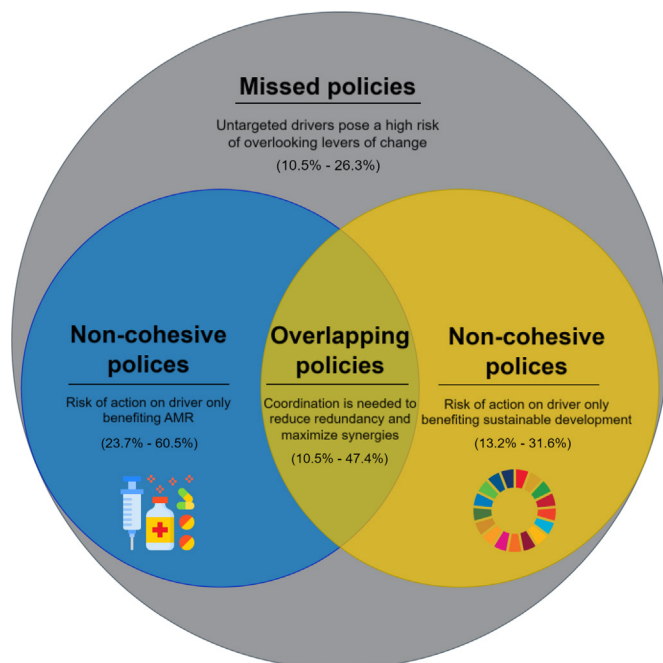 Missed policies
Untargeted drivers pose a high risk
of overlooking levers of change
(10.5% - 26.3%)
Non-cohesive
polices
Risk of action on driver only
benefiting AMR
(23.7% - 60.5%)
Overlapping
policies
Coordination is needed to
reduce redundancy and
maximize synergies
(10.5% - 47.4%)
Non-cohesive
polices
Risk of action on driver only
benefiting sustainable development
(13.2% - 31.6%)